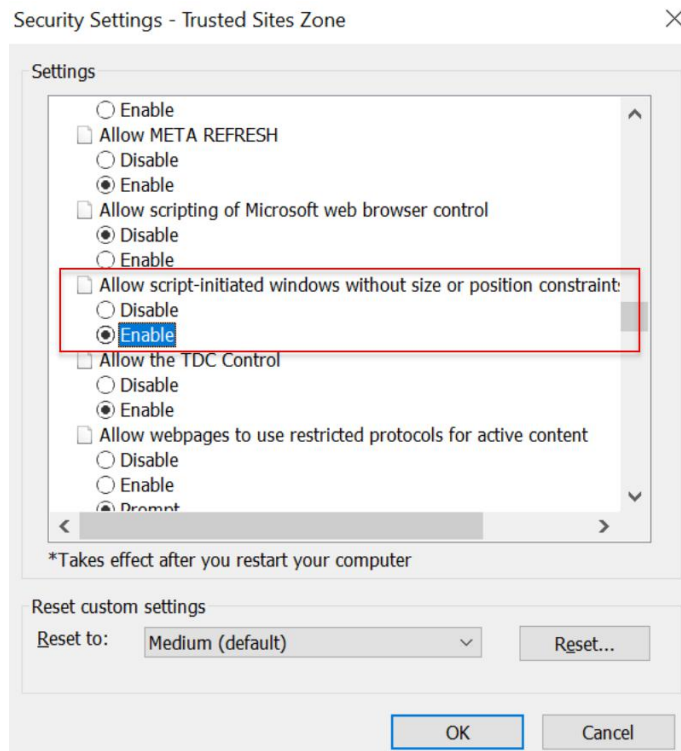 Security Settings - Trusted Sites Zone
Settings
Enable
Allow META REFRESH
Disable
Enable
Allow scripting of Microsoft web browser control
Disable
Enable
Allow script-initiated windows without size or position constraints
Disable
Enable
Allow the TDC Control
Disable
Enable
Allow webpages to use restricted protocols for active content
Disable
Enable
Prompt
*Takes effect after you restart your computer
Reset custom settings
Reset to:
Medium (default)
Reset...
OK
Cancel